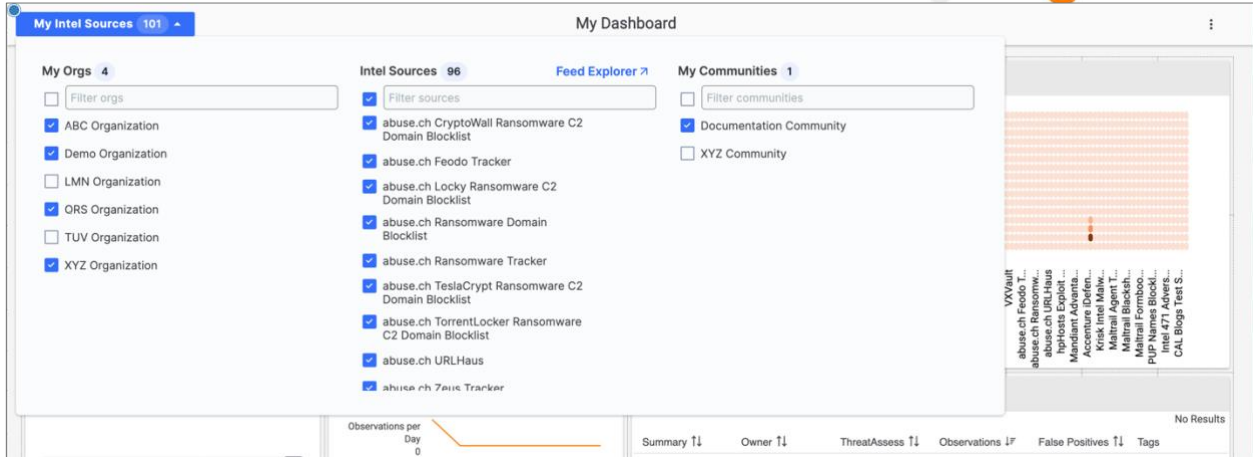 My Intel Sources 101
My Dashboard
My Orgs 4
Filter orgs
ABC Organization
Demo Organization
LMN Organization
QRS Organization
TUV Organization
XYZ Organization
Intel Sources 96
Feed Explorer
Filter sources
abuse.ch CryptoWall Ransomware C2
Domain Blocklist
abuse.ch Feodo Tracker
abuse.ch Locky Ransomware C2
Domain Blocklist
abuse.ch Ransomware Domain
Blocklist
abuse.ch Ransomware Tracker
abuse.ch TeslaCrypt Ransomware C2
Domain Blocklist
abuse.ch TorrentLocker Ransomware
C2 Domain Blocklist
abuse.ch URLHaus
abuse.ch Zeus Tracker
My Communities 1
Filter communities
Documentation Community
XYZ Community
VXVault
abuse.ch Feodo T...
abuse.ch Ransomw...
abuse.ch URLHaus
hpHosts Exploit ...
Mandiant Advanta...
Accenture iDefen...
Krisk Intel Malw...
Maltrail Agent T...
Maltrail Blacksh...
Maltrail Formboo...
PUP Names Blockl...
Intel 471 Advers...
CAL Blogs Test S...
Observations per
Day
0
No Results
Summary
Owner
ThreatAssess
Observations
False Positives
Tags